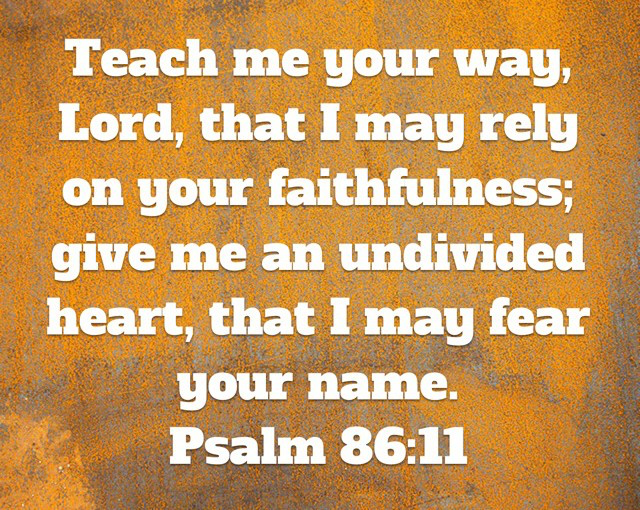 Teach me your way,
Lord, that I may rely
on your faithfulness;
give me an undivided
heart, that I may fear
your name.
Psalm 86:11